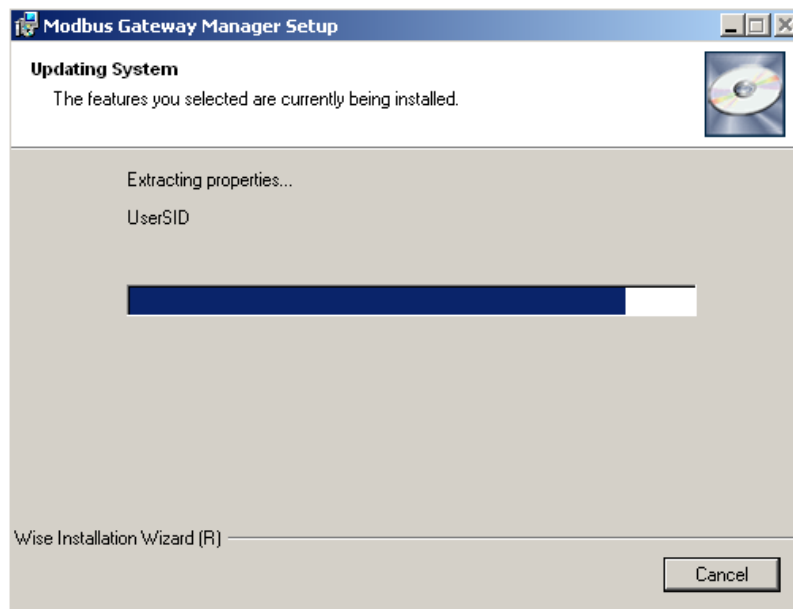 Modbus Gateway Manager Setup
Updating System
The features you selected are currently being installed.
Extracting properties...
UserSID
Wise Installation Wizard (R)
Cancel